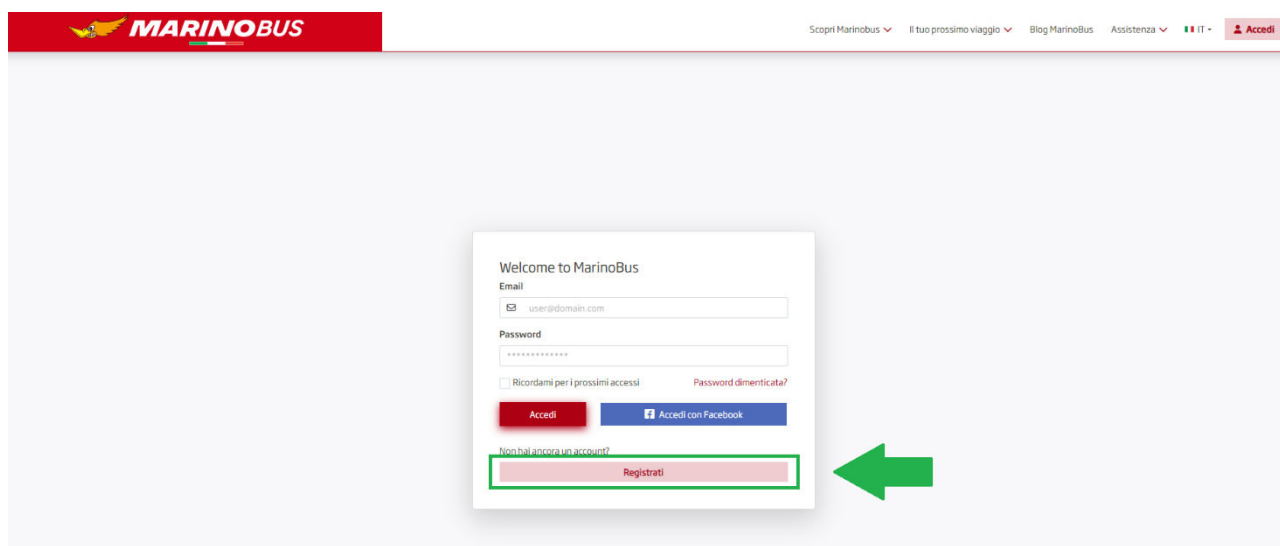 MARINOBUS
Scopri Marinobus Il tuo prossimo viaggio Blog MarinoBus Assistenza IT Accedi
Welcome to MarinoBus
Email
user@domain.com
Password
*************
Ricordami per i prossimi accessi Password dimenticata?
Accedi Accedi con Facebook
Non hai ancora un account?
Registrati